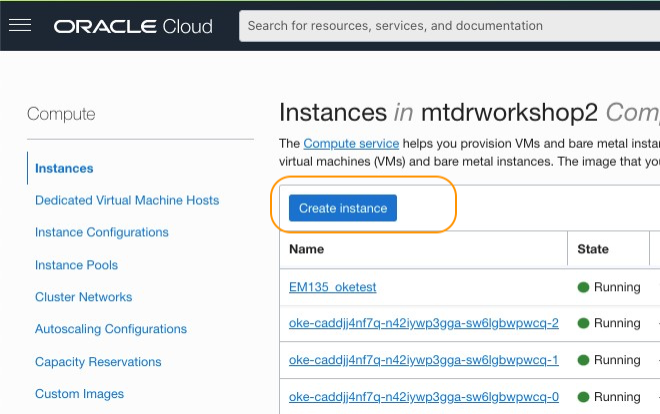 ORACLE Cloud
Search for resources, services, and documentation
Compute
Instances
Dedicated Virtual Machine Hosts
Instance Configurations
Instance Pools
Cluster Networks
Autoscaling Configurations
Capacity Reservations
Custom Images
Instances in mtdrworkshop2
The Compute service helps you provision VMs and bare metal
virtual machines (VMs) and bare metal instances. The image that
Create instance
Name State
EM135_oketest Running
oke-caddjj4nf7q-n42iywp3gga-sw6lgbwpwcq-2 Running
oke-caddjj4nf7q-n42iywp3gga-sw6lgbwpwcq-1 Running
oke-caddjj4nf7q-n42iywp3gga-sw6lgbwpwcq-0 Running